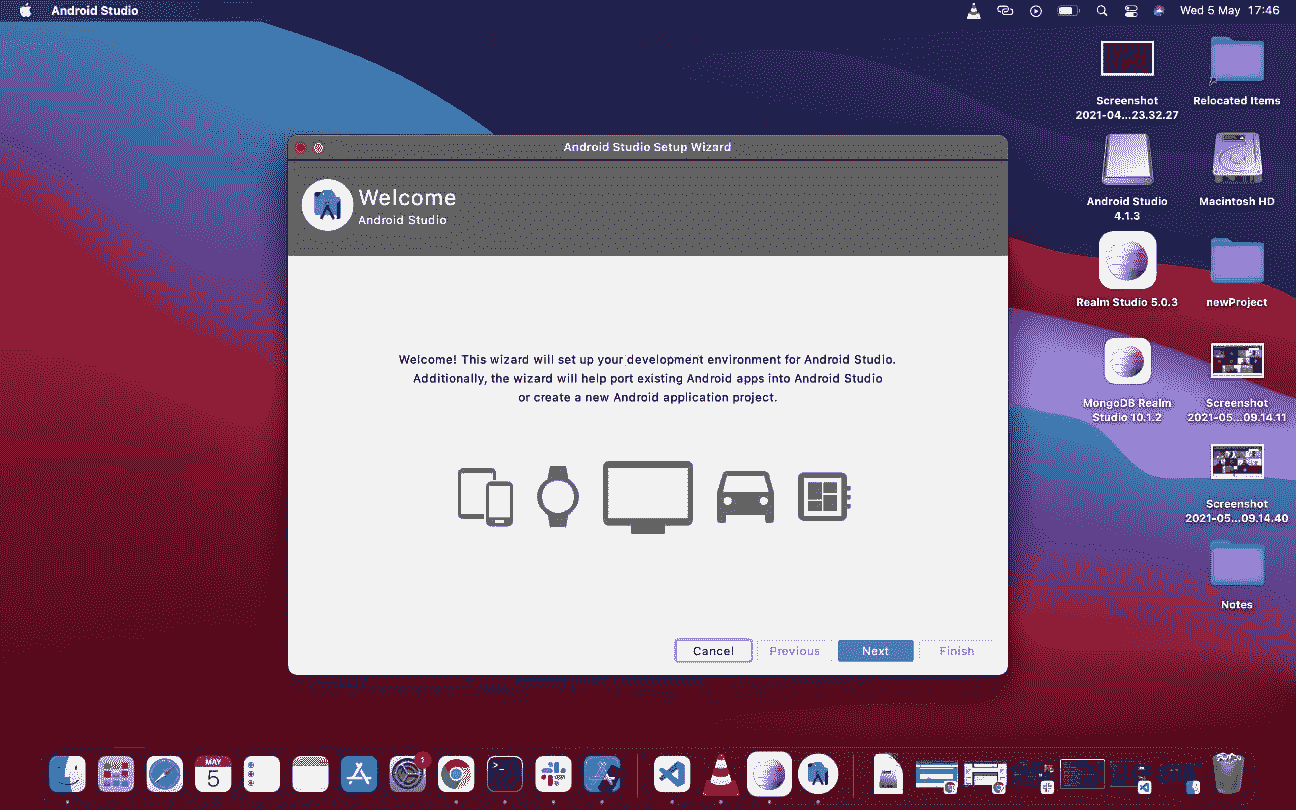 Android Studio
Wed 5 May 17:46
Screenshot
2021-04...23.32.27
Relocated Items
Android Studio
4.1.3
Macintosh HD
Realm Studio 5.0.3
newProject
MongoDB Realm
Studio 10.1.2
Screenshot
2021-05...09.14.11
Screenshot
2021-05...09.14.40
Notes
Android Studio Setup Wizard
Welcome
Android Studio
Welcome! This wizard will set up your development environment for Android Studio.
Additionally, the wizard will help port existing Android apps into Android Studio
or create a new Android application project.
Cancel
Previous
Next
Finish
MAY
5
1
>_